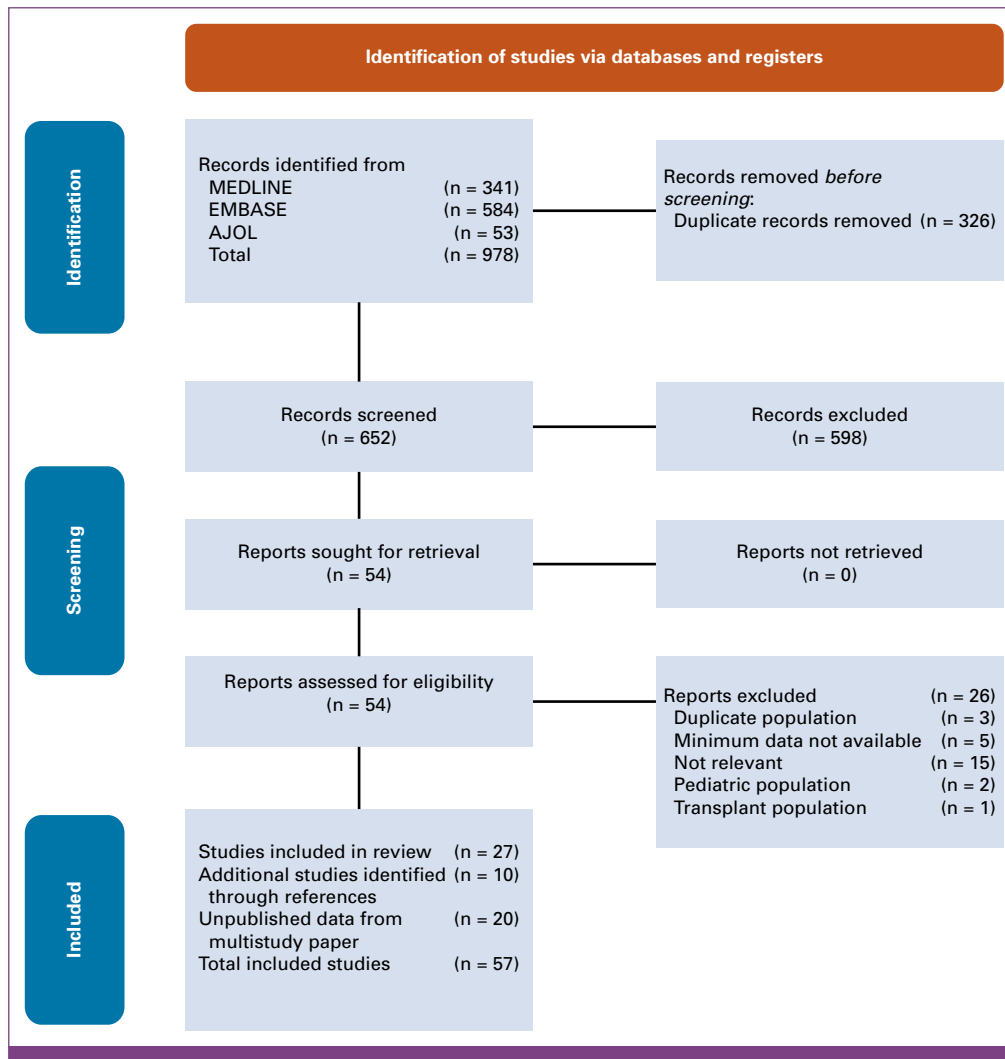 Identification of studies via databases and registers
Identification
Records identified from
MEDLINE (n = 341)
EMBASE (n = 584)
AJOL (n = 53)
Total (n = 978)
Records removed before
screening:
Duplicate records removed (n = 326)
Screening
Records screened
(n = 652)
Records excluded
(n = 598)
Reports sought for retrieval
(n = 54)
Reports not retrieved
(n = 0)
Reports assessed for eligibility
(n = 54)
Reports excluded (n = 26)
Duplicate population (n = 3)
Minimum data not available (n = 5)
Not relevant (n = 15)
Pediatric population (n = 2)
Transplant population (n = 1)
Included
Studies included in review (n = 27)
Additional studies identified (n = 10)
through references
Unpublished data from (n = 20)
multistudy paper
Total included studies (n = 57)